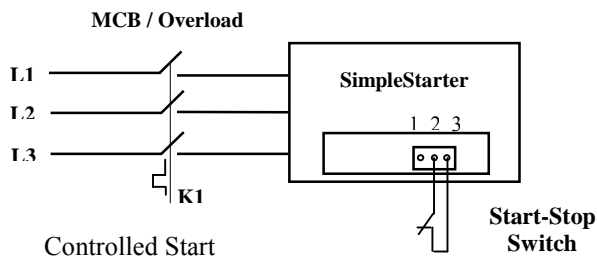 MCB / Overload
L1
L2
L3
SimpleStarter
1 2 3
K1
Start-Stop
Switch
Controlled Start